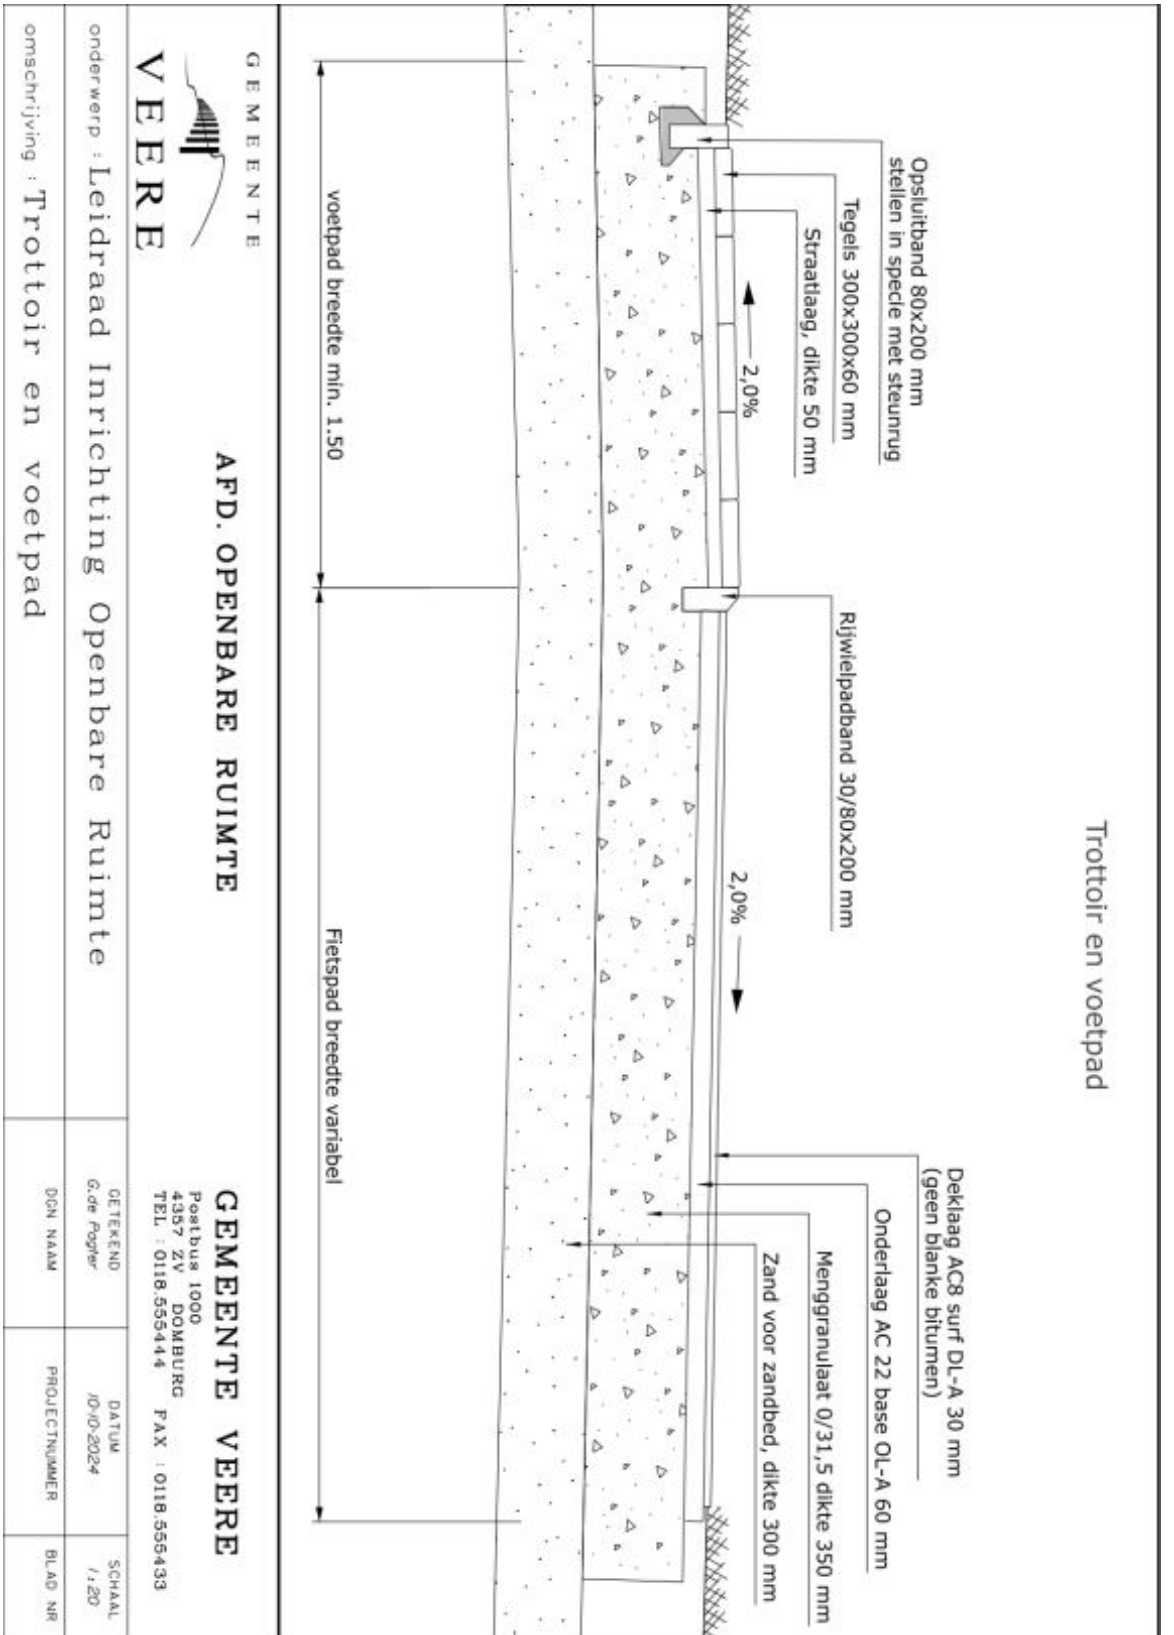 Trottoir en voetpad
Opsluitband 80x200 mm
stellen in specie met steunrug
Tegels 300x300x60 mm
Straatlaag, dikte 50 mm
2,0%
Rijwielpadband 30/80x200 mm
2,0%
Deklaag AC8 surf DL-A 30 mm
(geen blanke bitumen)
Onderlaag AC 22 base OL-A 60 mm
Menggranulaat 0/31,5 dikte 350 mm
Zand voor zandbed, dikte 300 mm
voetpad breedte min. 1.50
Fietspad breedte variabel
GEMEENTE
VEERE
AFD. OPENBARE RUIMTE
GEMEENTE VEERE
Postbus 1000
4357 ZV DOMBURG
TEL : 0118.555444 FAX : 0118.555433
onderwerp : Leidraad Inrichting Openbare Ruimte
GETEKEND
G.de Pagter
DATUM
10-10-2024
SCHAAL
1:20
omschrijving : Trottoir en voetpad
DGN NAAM
PROJECTNUMMER
BLAD NR